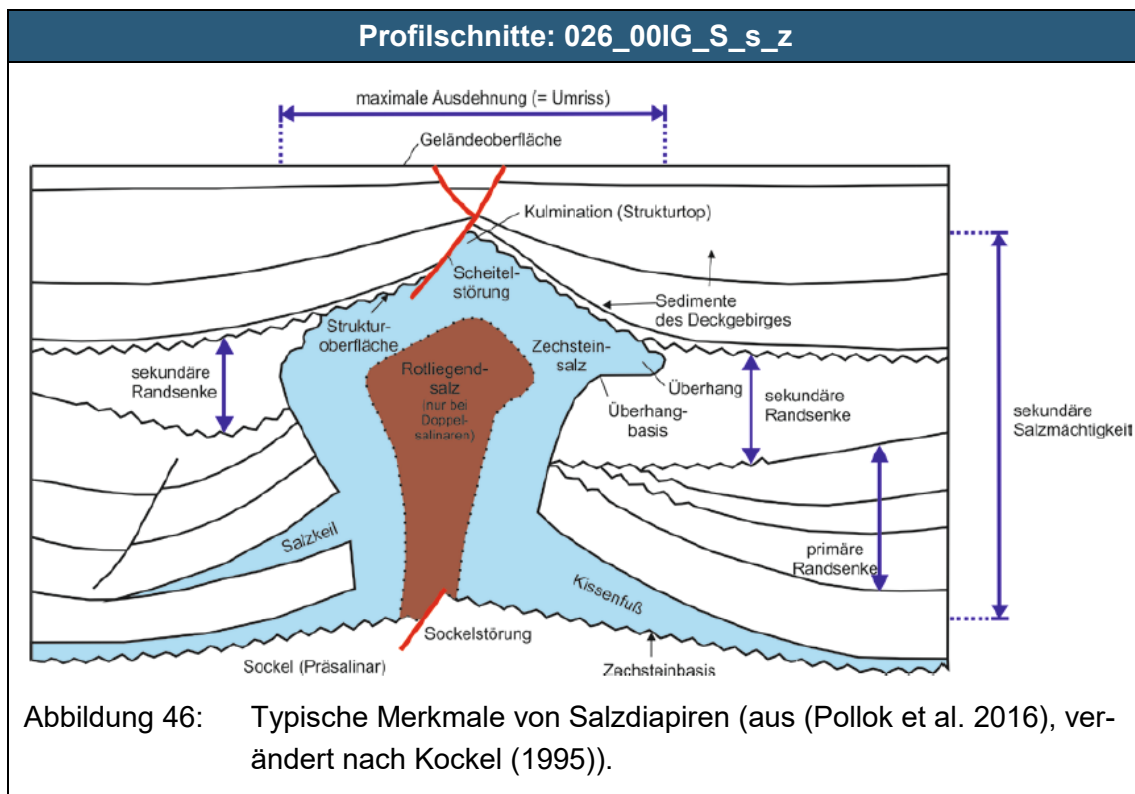 Profilschnitte: 026_00IG_S_s_z
maximale Ausdehnung (= Umriss)
Geländeoberfläche
Kulmination (Strukturtop)
Scheitel-
störung
Sedimente
des Deckgebirges
Struktur-
oberfläche
Zechstein-
salz
Rotliegend-
salz
(nur bei
Doppel-
salinaren)
Überhang
Überhang-
basis
sekundäre
Randsenke
sekundäre
Randsenke
sekundäre
Salzmächtigkeit
primäre
Randsenke
Salzkeil
Kissenfuß
Sockelstörung
Sockel (Präsalinar)
Zechsteinbasis
Abbildung 46: Typische Merkmale von Salzdiapiren (aus (Pollok et al. 2016), ver-
ändert nach Kockel (1995)).